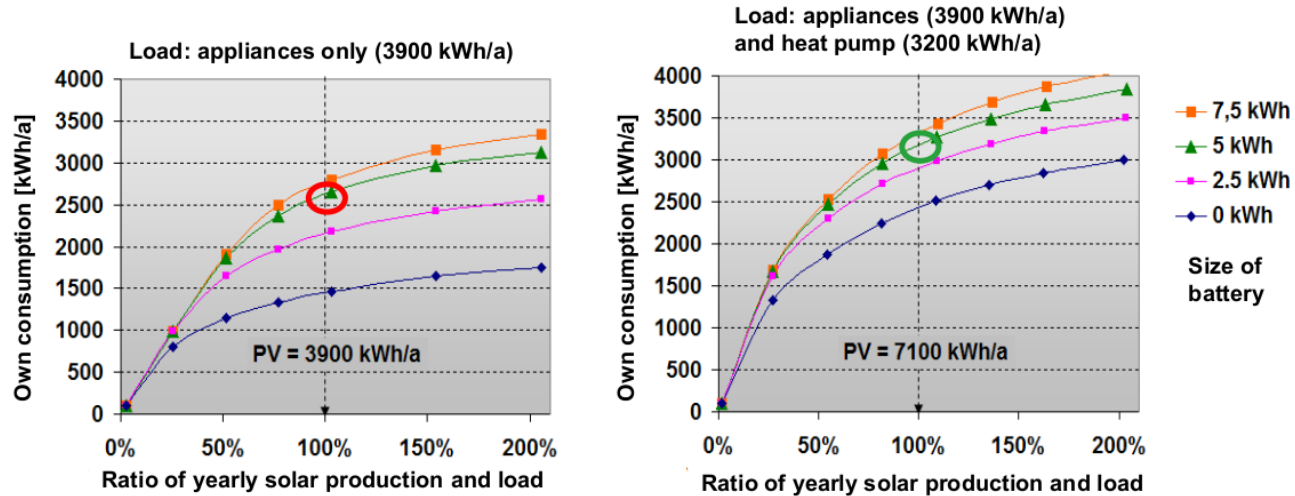 Load: appliances only (3900 kWh/a)
Own consumption [kWh/a]
4000
3500
3000
2500
2000
1500
1000
500
0
PV = 3900 kWh/a
0% 50% 100% 150% 200%
Ratio of yearly solar production and load
Load: appliances (3900 kWh/a)
and heat pump (3200 kWh/a)
Own consumption [kWh/a]
4000
3500
3000
2500
2000
1500
1000
500
0
PV = 7100 kWh/a
0% 50% 100% 150% 200%
Ratio of yearly solar production and load
7,5 kWh
5 kWh
2.5 kWh
0 kWh
Size of
battery